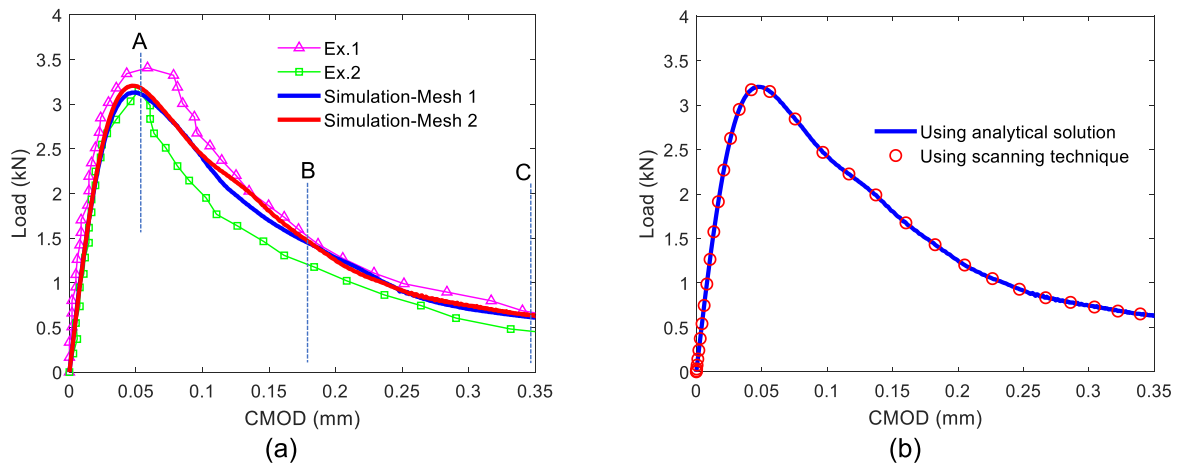 4
3.5
3
2.5
2
1.5
1
0.5
0
Load (kN)
A
B
C
Ex.1
Ex.2
Simulation-Mesh 1
Simulation-Mesh 2
0 0.05 0.1 0.15 0.2 0.25 0.3 0.35
CMOD (mm)
(a)
4
3.5
3
2.5
2
1.5
1
0.5
0
Load (kN)
Using analytical solution
Using scanning technique
0 0.05 0.1 0.15 0.2 0.25 0.3 0.35
CMOD (mm)
(b)